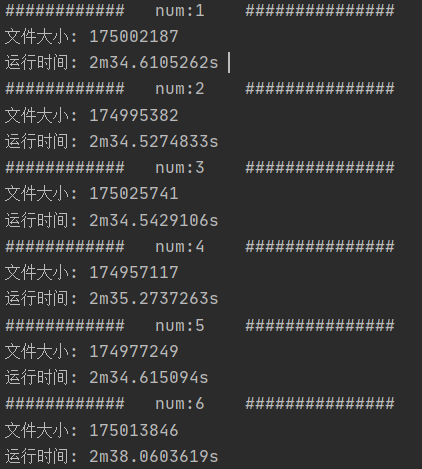 ############   num:1    ###############
文件大小: 175002187
运行时间: 2m34.6105262s
############   num:2    ###############
文件大小: 174995382
运行时间: 2m34.5274833s
############   num:3    ###############
文件大小: 175025741
运行时间: 2m34.5429106s
############   num:4    ###############
文件大小: 174957117
运行时间: 2m35.2737263s
############   num:5    ###############
文件大小: 174977249
运行时间: 2m34.615094s
############   num:6    ###############
文件大小: 175013846
运行时间: 2m38.0603619s